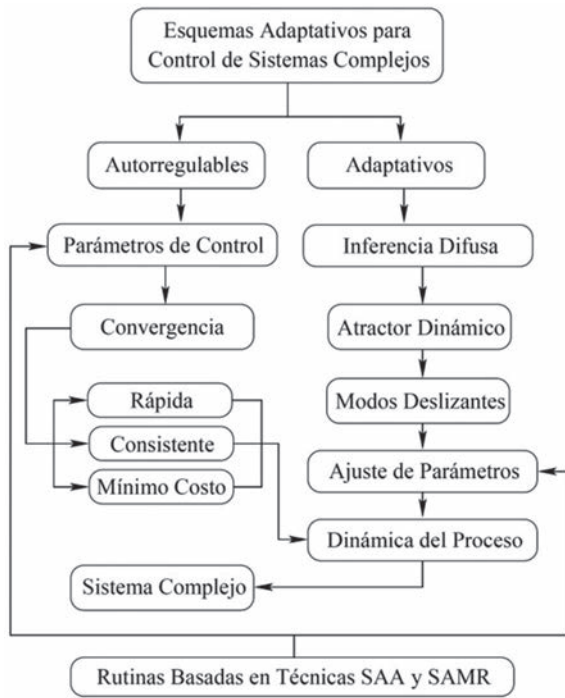 Esquemas Adaptativos para
Control de Sistemas Complejos
Autorregulables
Adaptativos
Parámetros de Control
Inferencia Difusa
Convergencia
Atractor Dinámico
Rápida
Modos Deslizantes
Consistente
Ajuste de Parámetros
Mínimo Costo
Dinámica del Proceso
Sistema Complejo
Rutinas Basadas en Técnicas SAA y SAMR